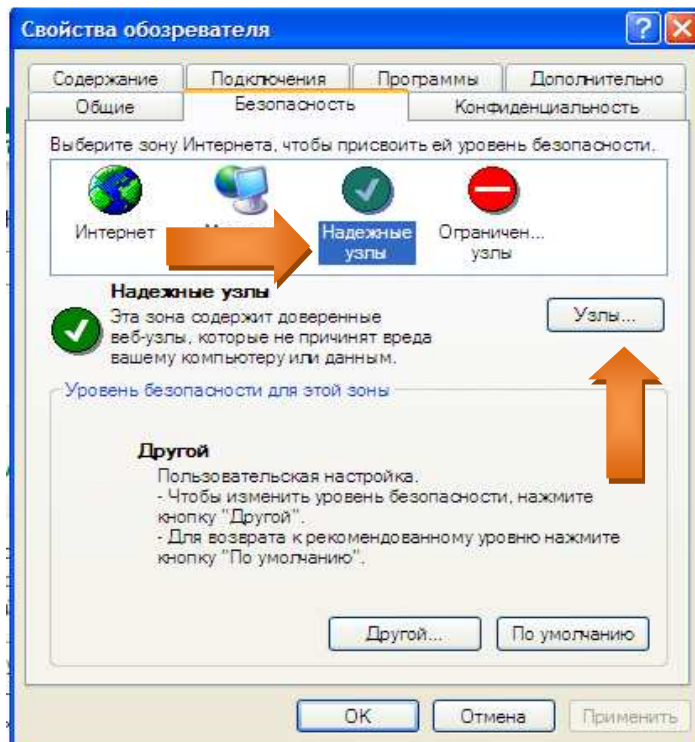 Свойства обозревателя
Содержание Подключения Программы Дополнительно
Общие Безопасность Конфиденциальность
Выберите зону Интернета, чтобы присвоить ей уровень безопасности.
Интернет Надежные узлы Ограничен... узлы
Надежные узлы
Эта зона содержит доверенные
веб-узлы, которые не причинят вреда
вашему компьютеру или данным.
Узлы...
Уровень безопасности для этой зоны
Другой
Пользовательская настройка.
- Чтобы изменить уровень безопасности, нажмите
кнопку "Другой".
- Для возврата к рекомендованному уровню нажмите
кнопку "По умолчанию".
Другой... По умолчанию
OK Отмена Применить